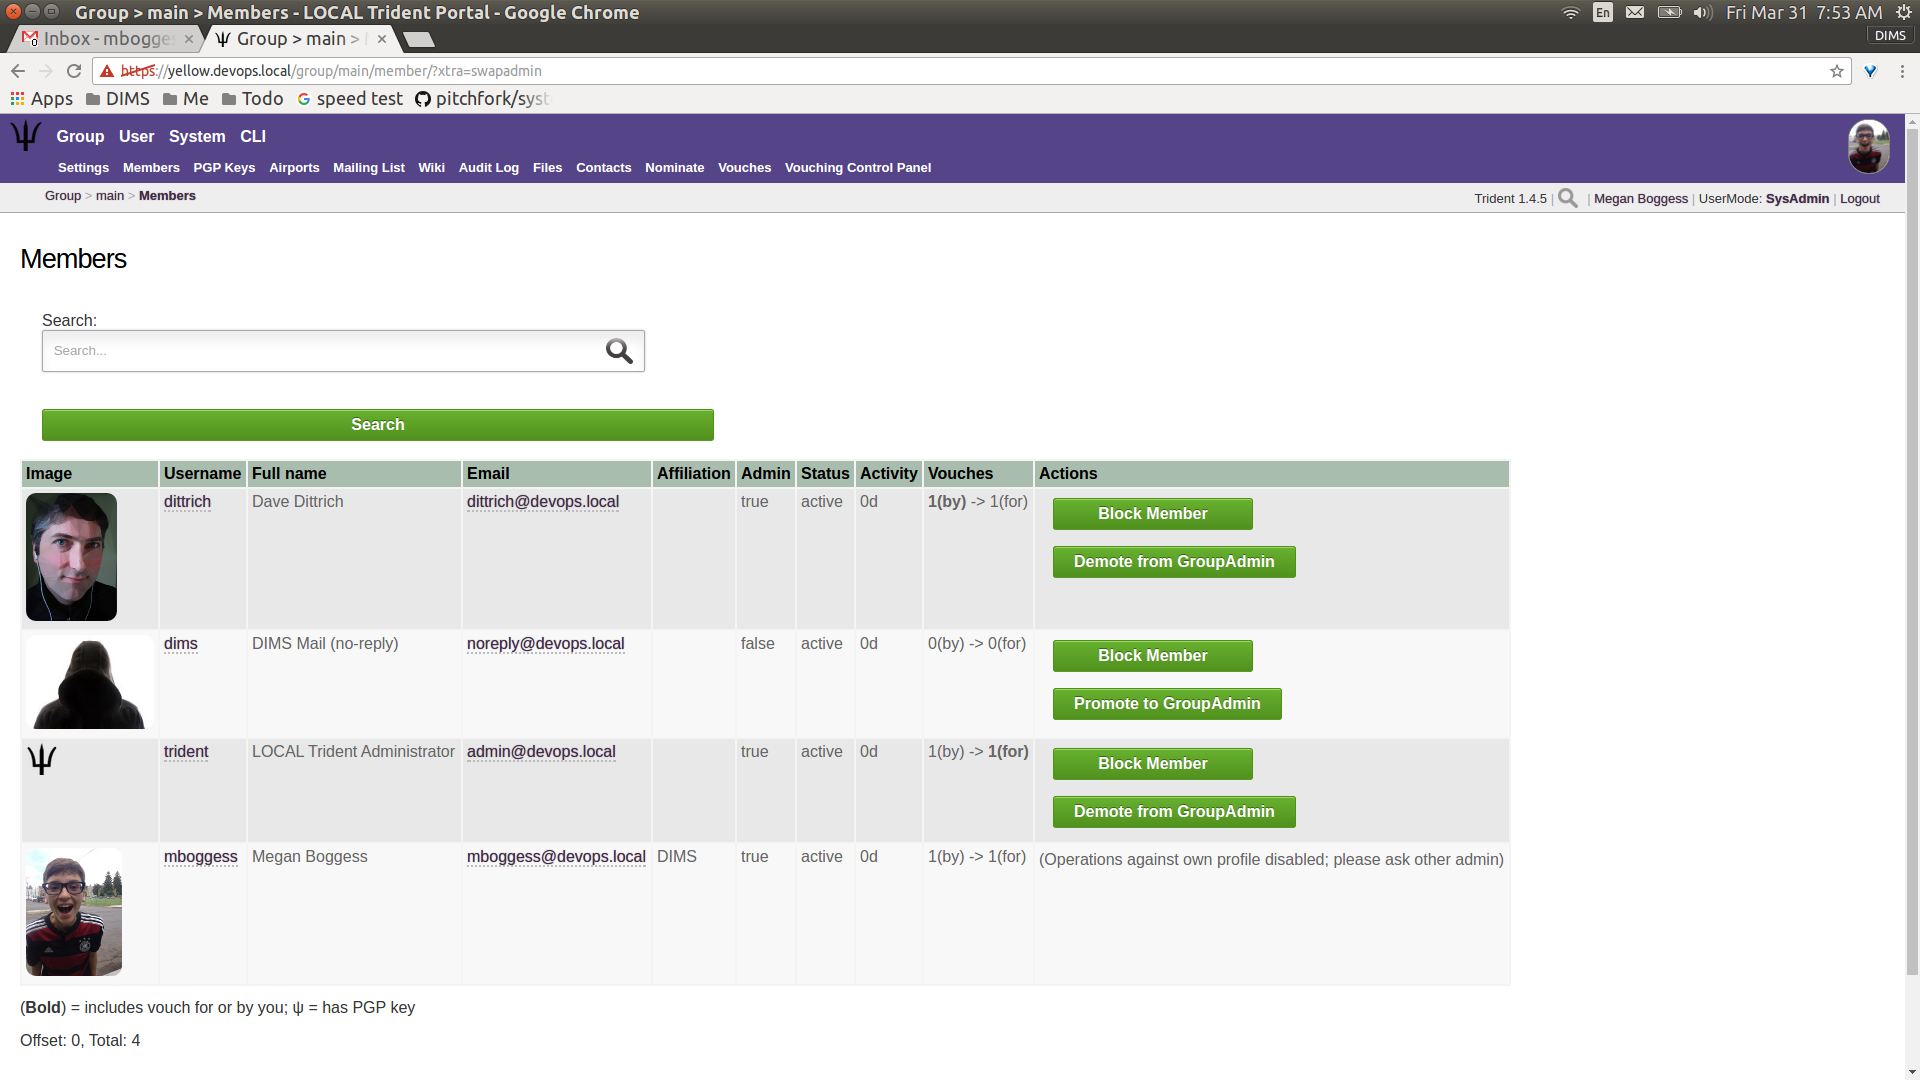 Group > main > Members - LOCAL Trident Portal - Google Chrome
En
Fri Mar 31 7:53 AM
Inbox - mbogges
Group > main >
DIMS
https://yellow.devops.local/group/main/member/?xtra=swapadmin
Apps DIMS Me Todo speed test pitchfork/syst
Group User System CLI
Settings Members PGP Keys Airports Mailing List Wiki Audit Log Files Contacts Nominate Vouches Vouching Control Panel
Group > main > Members
Trident 1.4.5 | | Megan Boggess | UserMode: SysAdmin | Logout
Members
Search:
Search...
Search
Image Username Full name Email Affiliation Admin Status Activity Vouches Actions
dittrich Dave Dittrich dittrich@devops.local true active 0d 1(by) -> 1(for) Block Member
Demote from GroupAdmin
dims DIMS Mail (no-reply) noreply@devops.local false active 0d 0(by) -> 0(for) Block Member
Promote to GroupAdmin
trident LOCAL Trident Administrator admin@devops.local true active 0d 1(by) -> 1(for) Block Member
Demote from GroupAdmin
mboggess Megan Boggess mboggess@devops.local DIMS true active 0d 1(by) -> 1(for) (Operations against own profile disabled; please ask other admin)
(Bold) = includes vouch for or by you; ψ = has PGP key
Offset: 0, Total: 4